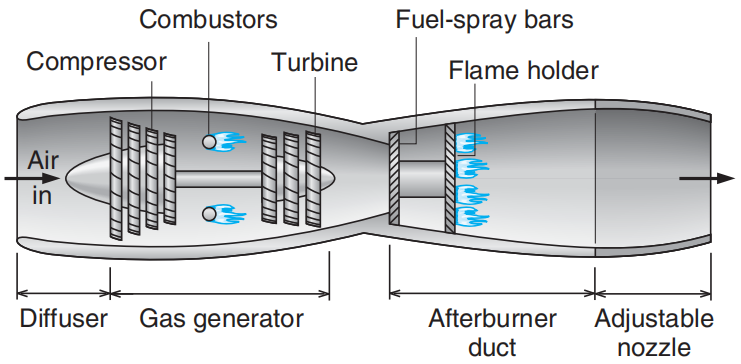 Combustors
Fuel-spray bars
Compressor
Turbine
Flame holder
Air
in
Diffuser
Gas generator
Afterburner
duct
Adjustable
nozzle